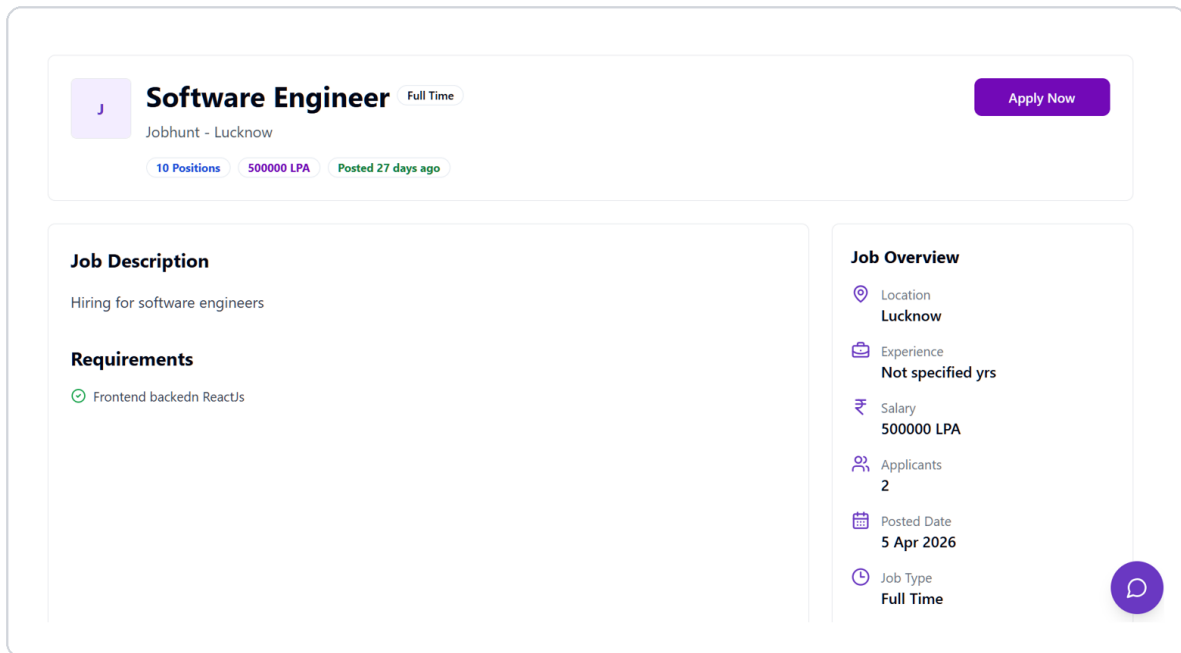 J
Software Engineer
Full Time
Apply Now
Jobhunt - Lucknow
10 Positions
500000 LPA
Posted 27 days ago
Job Description
Hiring for software engineers
Requirements
Frontend backedn ReactJs
Job Overview
Location
Lucknow
Experience
Not specified yrs
Salary
500000 LPA
Applicants
2
Posted Date
5 Apr 2026
Job Type
Full Time